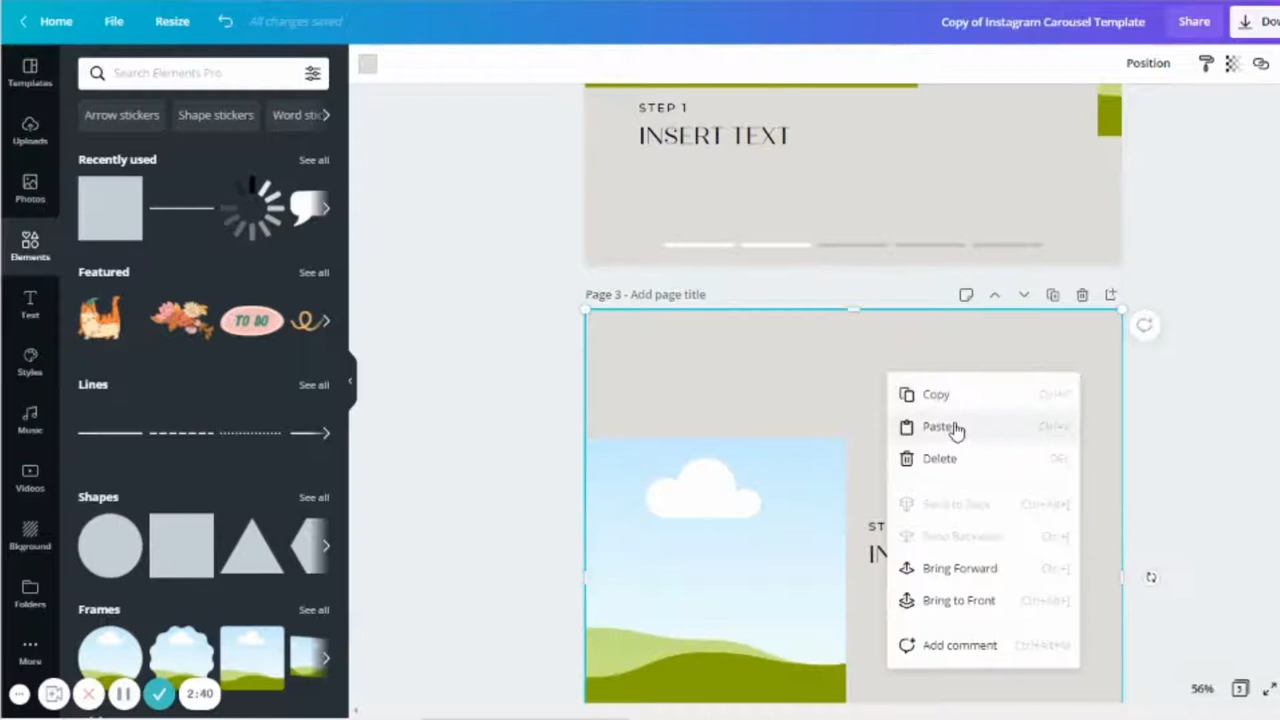 Home File Resize All changes saved Copy of Instagram Carousel Template Share Dow
Position
Templates
Uploads
Photos
Elements
Text
Styles
Music
Videos
Bkground
Folders
More
Search Elements Pro
Arrow stickers Shape stickers Word stic
Recently used See all
Featured See all
TO DO
Lines See all
Shapes See all
Frames See all
2:40
STEP 1
INSERT TEXT
Page 3 - Add page title
ST
IN
Copy
Paste
Delete DEL
Send to Back Ctrl+Alt+[
Send Backward Ctrl+[
Bring Forward Ctrl+]
Bring to Front Ctrl+Alt+]
Add comment
56% 5